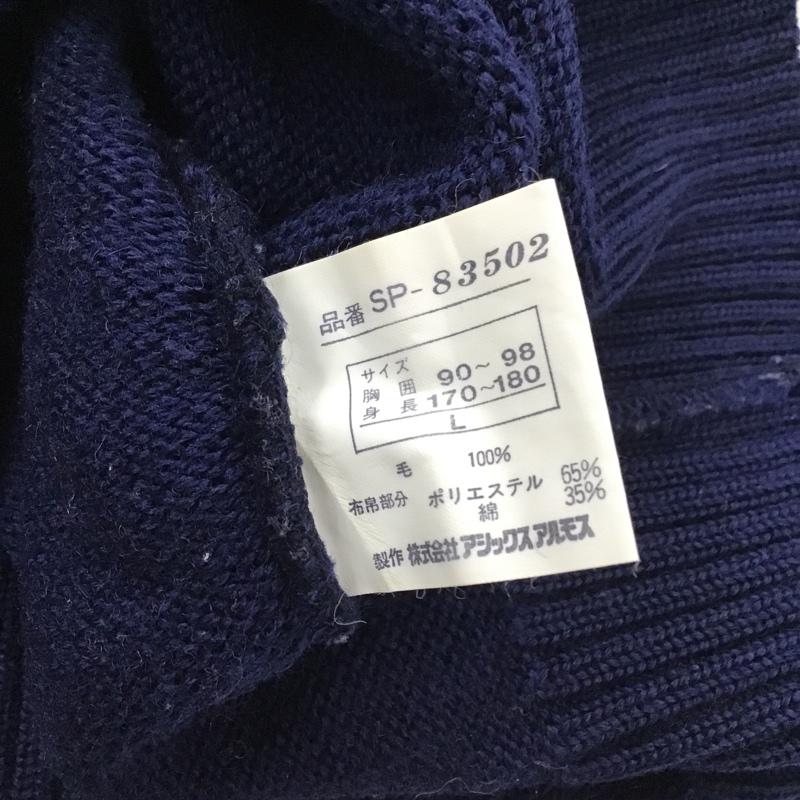 品番 SP-83502
サイズ
胸囲 90～98
身長 170～180
L
毛 100%
布帛部分 ポリエステル 65%
綿 35%
製作 株式会社 アシックスアルモス